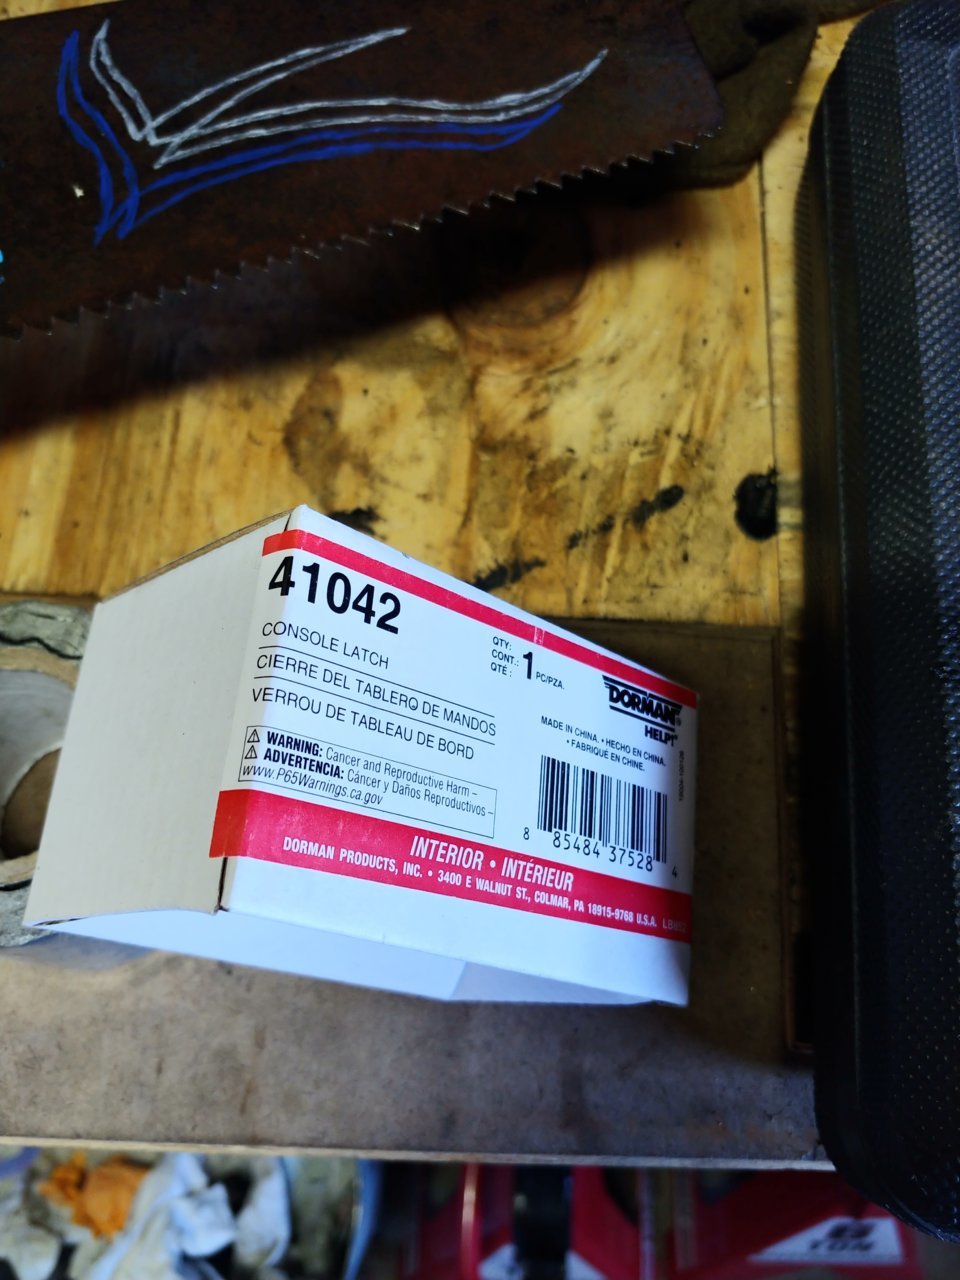 41042
CONSOLE LATCH
CIERRE DEL TABLERO DE MANDOS
VERROU DE TABLEAU DE BORD
QTY:
CONT.: 1 PC/PZA.
QTÉ :
DORMAN®
HELP!®
MADE IN CHINA. • HECHO EN CHINA.
• FABRIQUÉ EN CHINE.
⚠ WARNING: Cancer and Reproductive Harm –
⚠ ADVERTENCIA: Cáncer y Daños Reproductivos –
www.P65Warnings.ca.gov
8 85484 37528 4
INTERIOR • INTÉRIEUR
DORMAN PRODUCTS, INC. • 3400 E WALNUT ST., COLMAR, PA 18915-9768 U.S.A.
6
TON